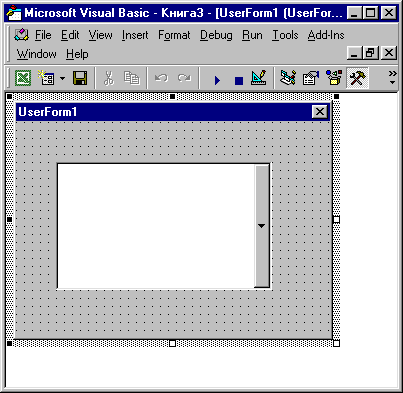 Microsoft Visual Basic - Книга3 - [UserForm1 (UserFor...
File Edit View Insert Format Debug Run Tools Add-Ins
Window Help
UserForm1